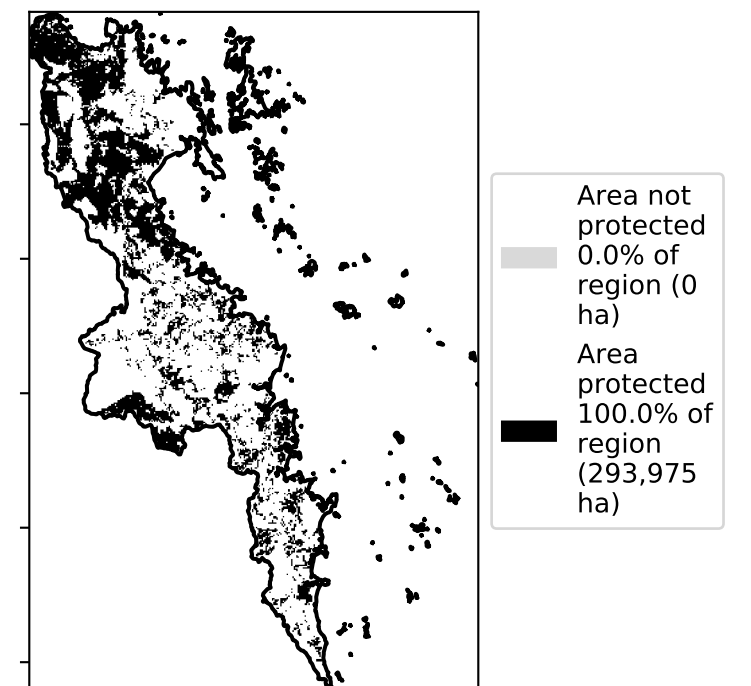 Area not
protected
0.0% of
region (0
ha)
Area
protected
100.0% of
region
(293,975
ha)